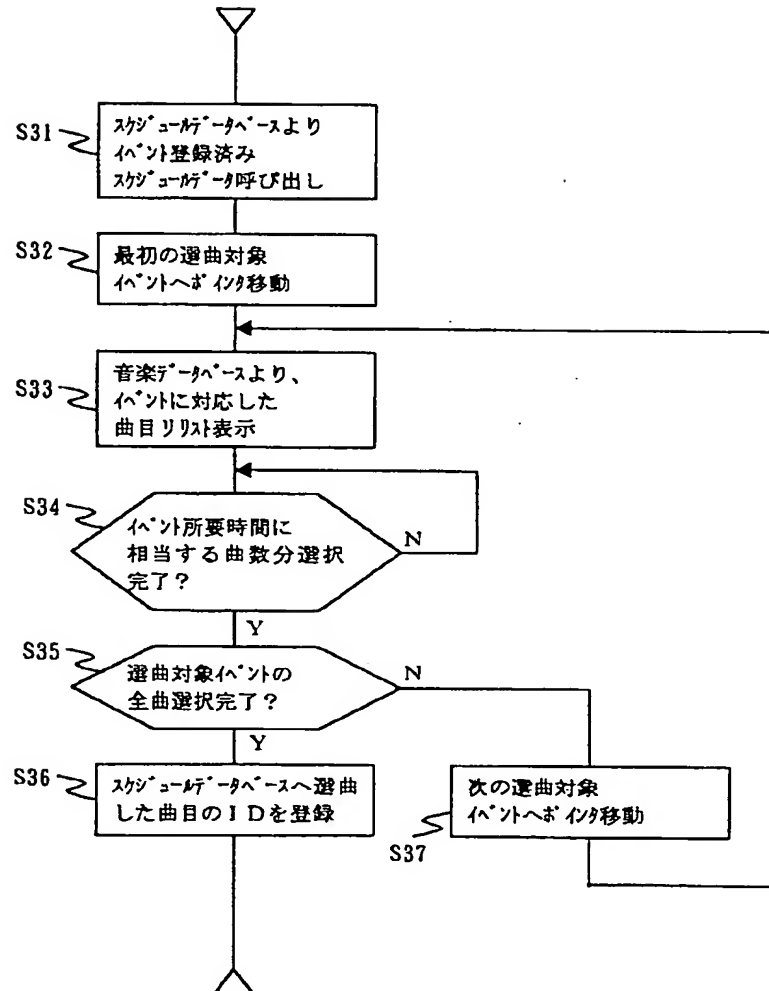 S31
スケジュールデータベースより
イベント登録済み
スケジュールデータ呼び出し
S32
最初の選曲対象
イベントへポインタ移動
S33
音楽データベースより、
イベントに対応した
曲目リリスト表示
S34
イベント所要時間に
相当する曲数分選択
完了?
N
Y
S35
選曲対象イベントの
全曲選択完了?
N
Y
S36
スケジュールデータベースへ選曲
した曲目のIDを登録
次の選曲対象
イベントへポインタ移動
S37